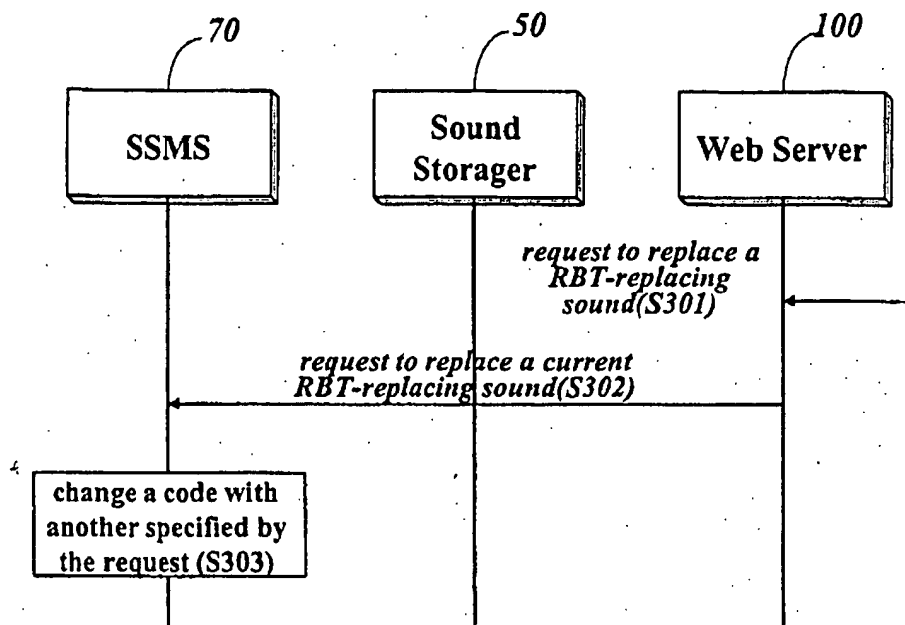 70
50
100
SSMS
Sound
Storager
Web Server
request to replace a
RBT-replacing
sound(S301)
request to replace a current
RBT-replacing sound(S302)
change a code with
another specified by
the request (S303)